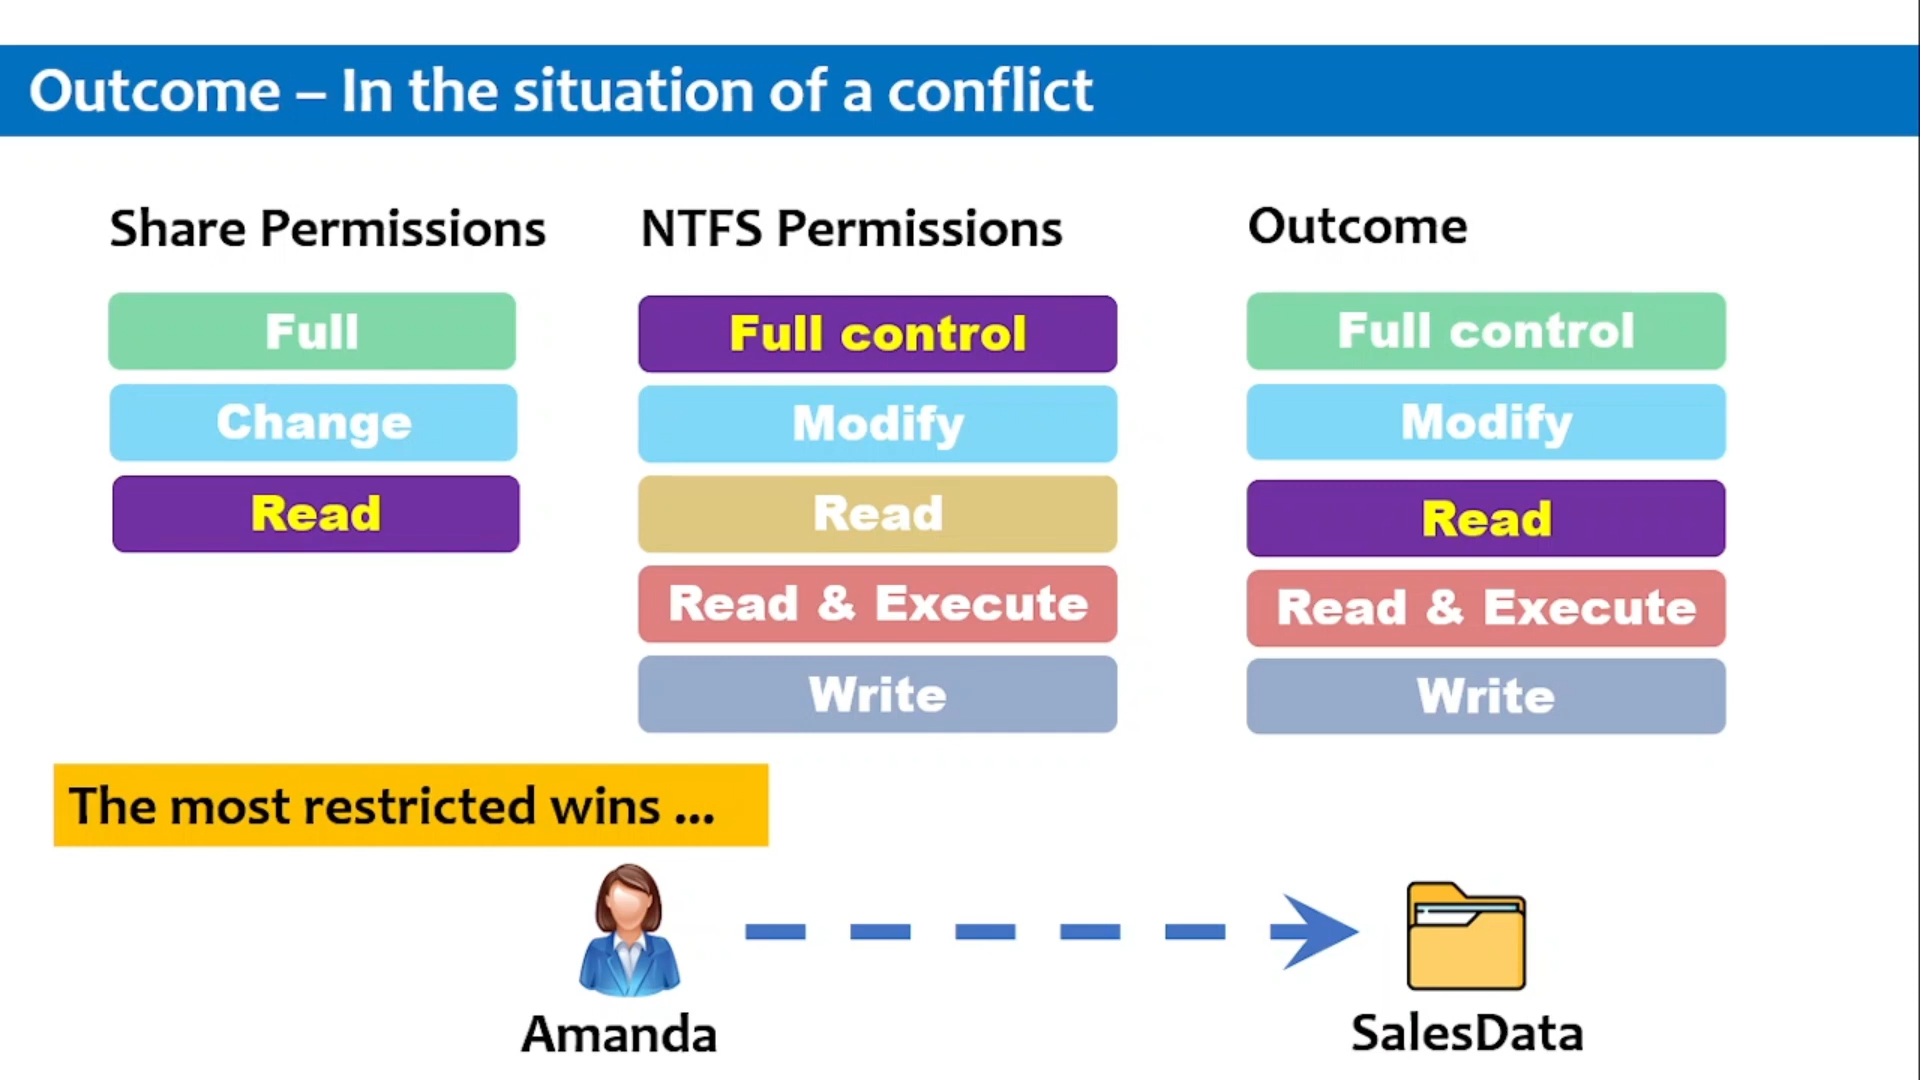 Outcome – In the situation of a conflict
Share Permissions
Full
Change
Read
NTFS Permissions
Full control
Modify
Read
Read & Execute
Write
Outcome
Full control
Modify
Read
Read & Execute
Write
The most restricted wins ...
Amanda
SalesData